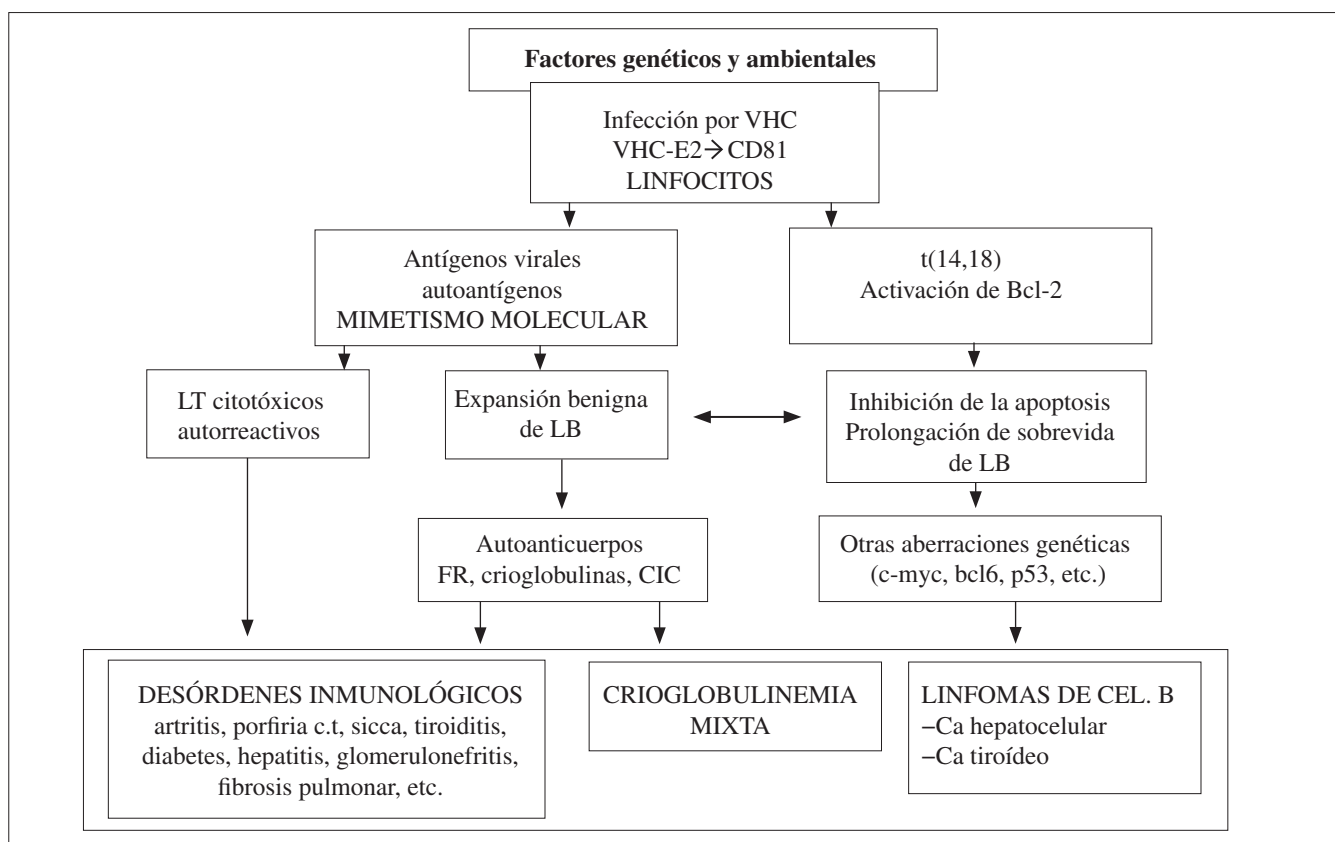 Factores genéticos y ambientales
Infección por VHC
VHC-E2→CD81
LINFOCITOS
Antígenos virales
autoantígenos
MIMETISMO MOLECULAR
t(14,18)
Activación de Bcl-2
LT citotóxicos
autorreactivos
Expansión benigna
de LB
Inhibición de la apoptosis
Prolongación de sobrevida
de LB
Autoanticuerpos
FR, crioglobulinas, CIC
Otras aberraciones genéticas
(c-myc, bcl6, p53, etc.)
DESÓRDENES INMUNOLÓGICOS
artritis, porfiria c.t, sicca, tiroiditis,
diabetes, hepatitis, glomerulonefritis,
fibrosis pulmonar, etc.
CRIOGLOBULINEMIA
MIXTA
LINFOMAS DE CEL. B
–Ca hepatocelular
–Ca tiroídeo